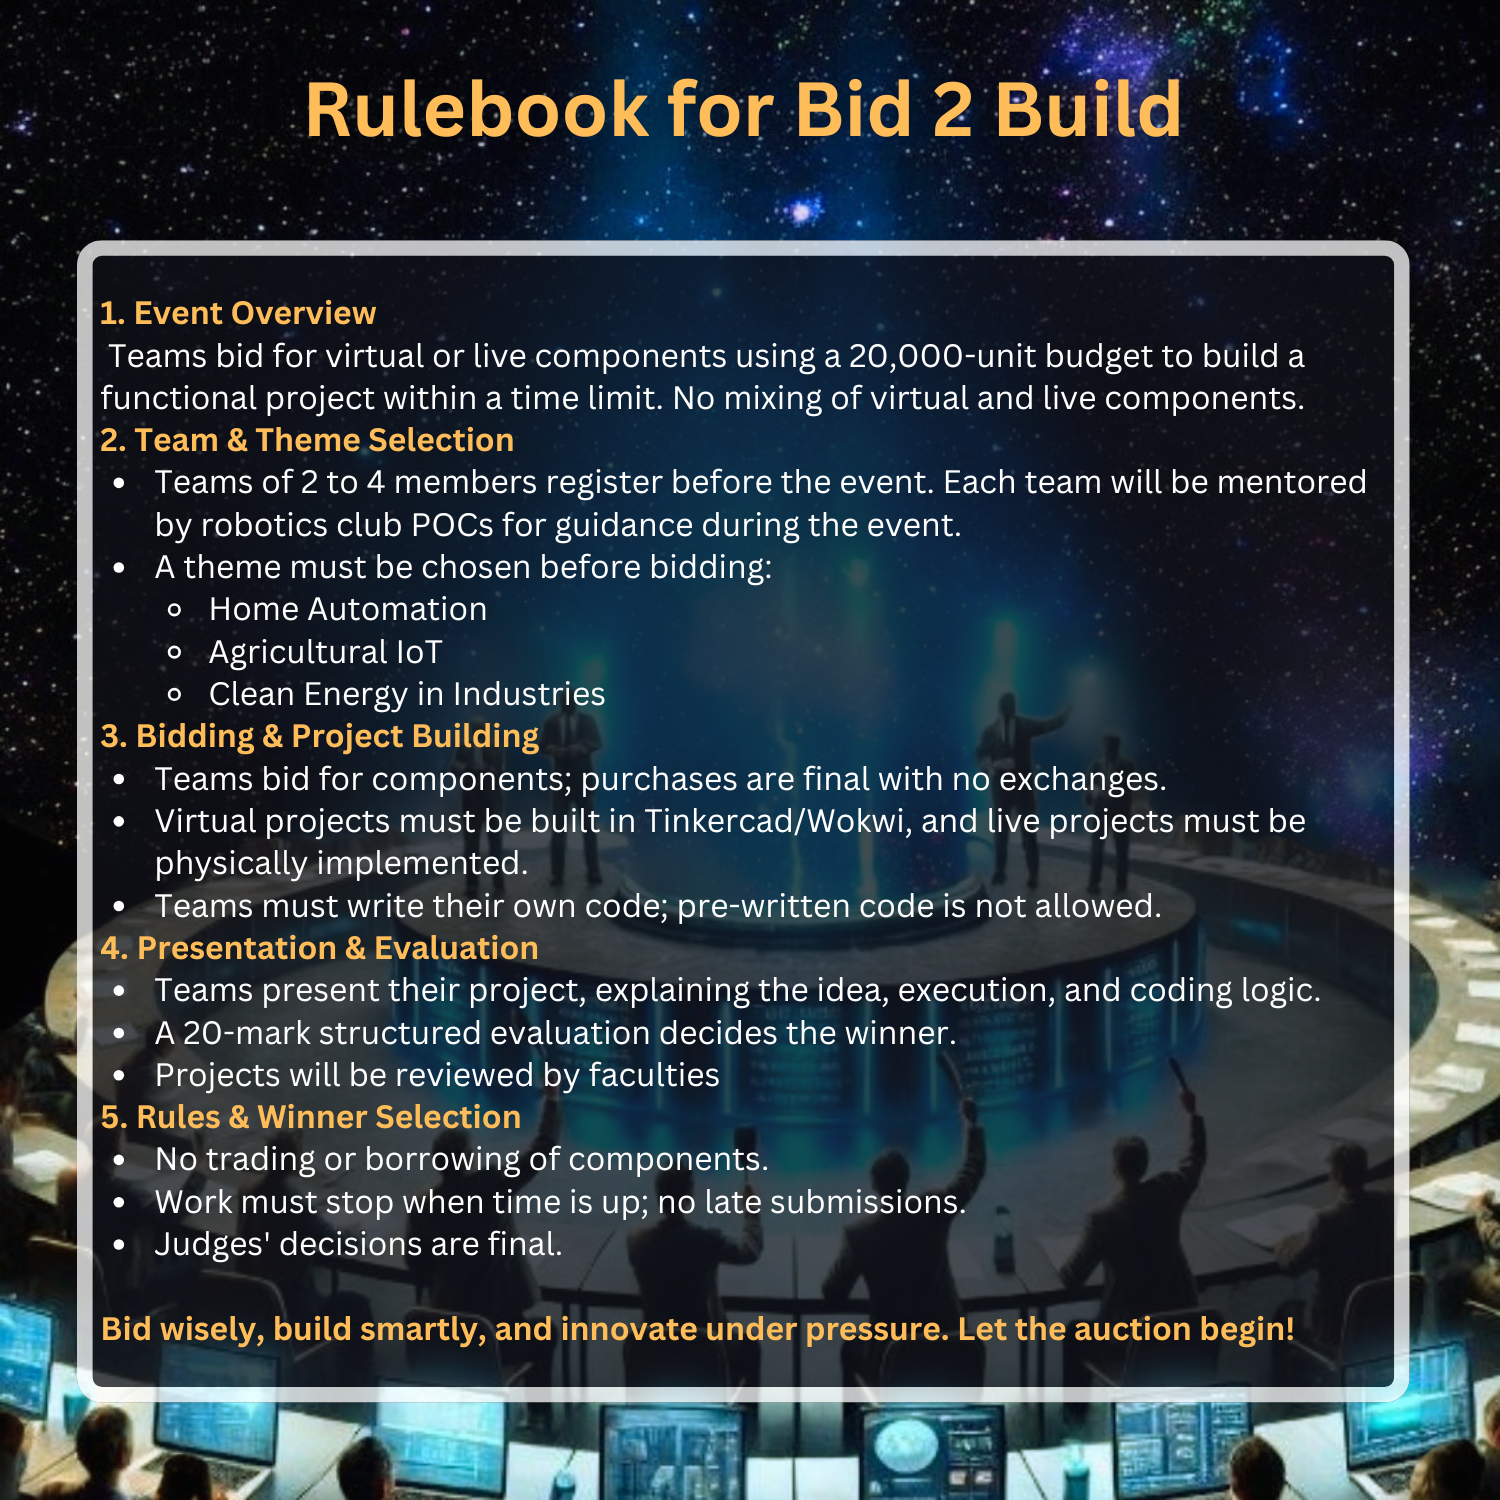 Rulebook for Bid 2 Build
1. Event Overview
Teams bid for virtual or live components using a 20,000-unit budget to build a
functional project within a time limit. No mixing of virtual and live components.
2. Team & Theme Selection
• Teams of 2 to 4 members register before the event. Each team will be mentored
by robotics club POCs for guidance during the event.
• A theme must be chosen before bidding:
◦ Home Automation
◦ Agricultural IoT
◦ Clean Energy in Industries
3. Bidding & Project Building
• Teams bid for components; purchases are final with no exchanges.
• Virtual projects must be built in Tinkercad/Wokwi, and live projects must be
physically implemented.
• Teams must write their own code; pre-written code is not allowed.
4. Presentation & Evaluation
• Teams present their project, explaining the idea, execution, and coding logic.
• A 20-mark structured evaluation decides the winner.
• Projects will be reviewed by faculties
5. Rules & Winner Selection
• No trading or borrowing of components.
• Work must stop when time is up; no late submissions.
• Judges' decisions are final.
Bid wisely, build smartly, and innovate under pressure. Let the auction begin!